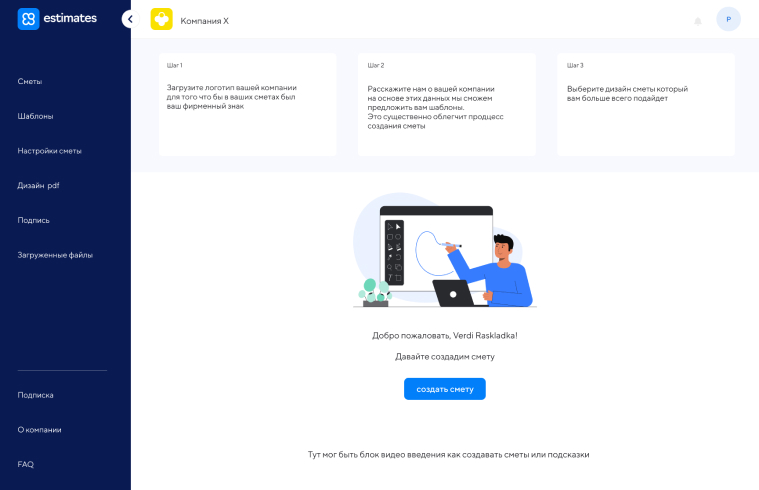 estimates
Компания X
P
Сметы
Шаблоны
Настройки сметы
Дизайн pdf
Подпись
Загруженные файлы
Подписка
О компании
FAQ
Шаг 1
Загрузите логотип вашей компании
для того что бы в ваших сметах был
ваш фирменный знак
Шаг 2
Расскажите нам о вашей компании
на основе этих данных мы сможем
предложить вам шаблоны.
Это существенно облегчит продцесс
создания сметы
Шаг 3
Выберите дизайн сметы который
вам больше всего подайдет
Добро пожаловать, Verdi Raskladka!
Давайте создадим смету
создать смету
Тут мог быть блок видео введения как создавать сметы или подсказки